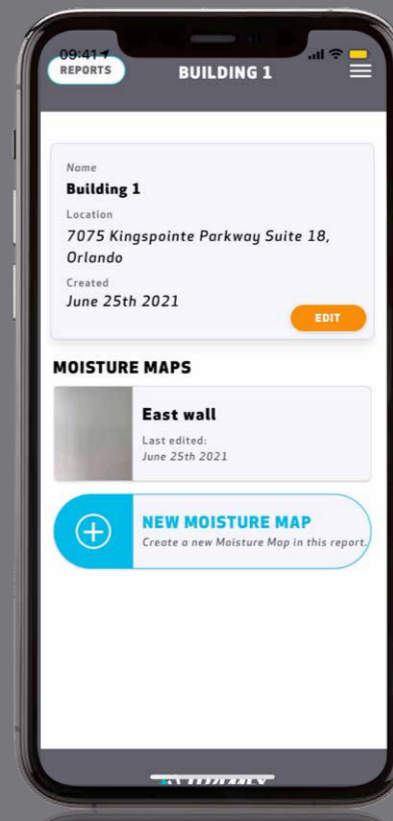 09:41
REPORTS
BUILDING 1
Name
Building 1
Location
7075 Kingspointe Parkway Suite 18,
Orlando
Created
June 25th 2021
EDIT
MOISTURE MAPS
East wall
Last edited:
June 25th 2021
NEW MOISTURE MAP
Create a new Moisture Map in this report.